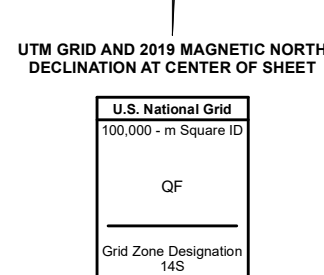 UTM GRID AND 2019 MAGNETIC NORTH
DECLINATION AT CENTER OF SHEET
U.S. National Grid
100,000 - m Square ID
QF
Grid Zone Designation
14S